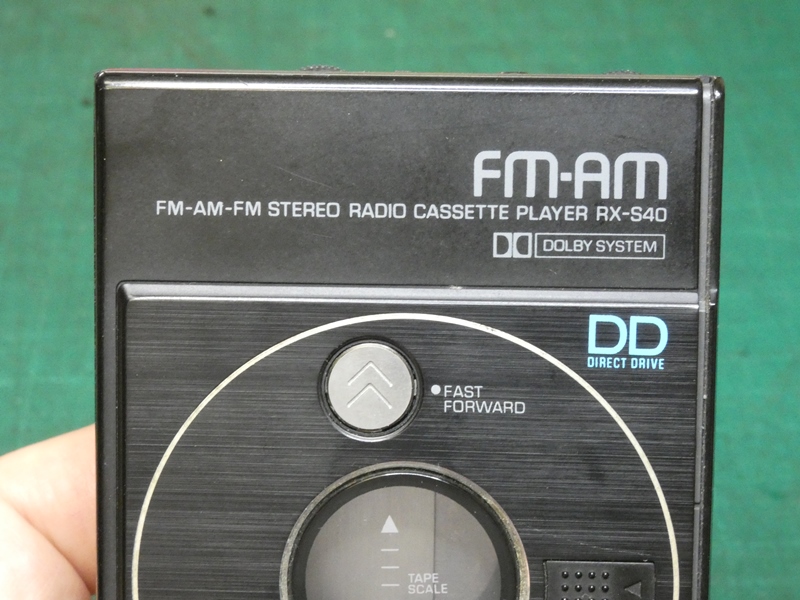 FM-AM
FM-AM-FM STEREO RADIO CASSETTE PLAYER RX-S40
DOLBY SYSTEM
DD
DIRECT DRIVE
FAST
FORWARD
TAPE
SCALE